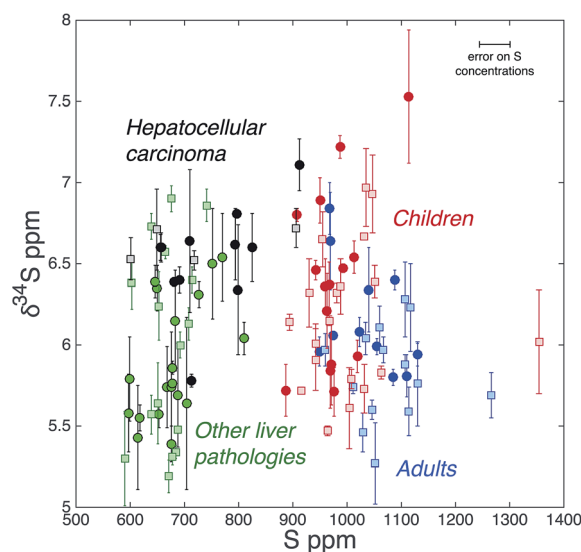 8
7.5
7
6.5
6
5.5
5
δ³⁴S ppm
error on S
concentrations
Hepatocellular
carcinoma
Children
Other liver
pathologies
Adults
500 600 700 800 900 1000 1100 1200 1300 1400
S ppm